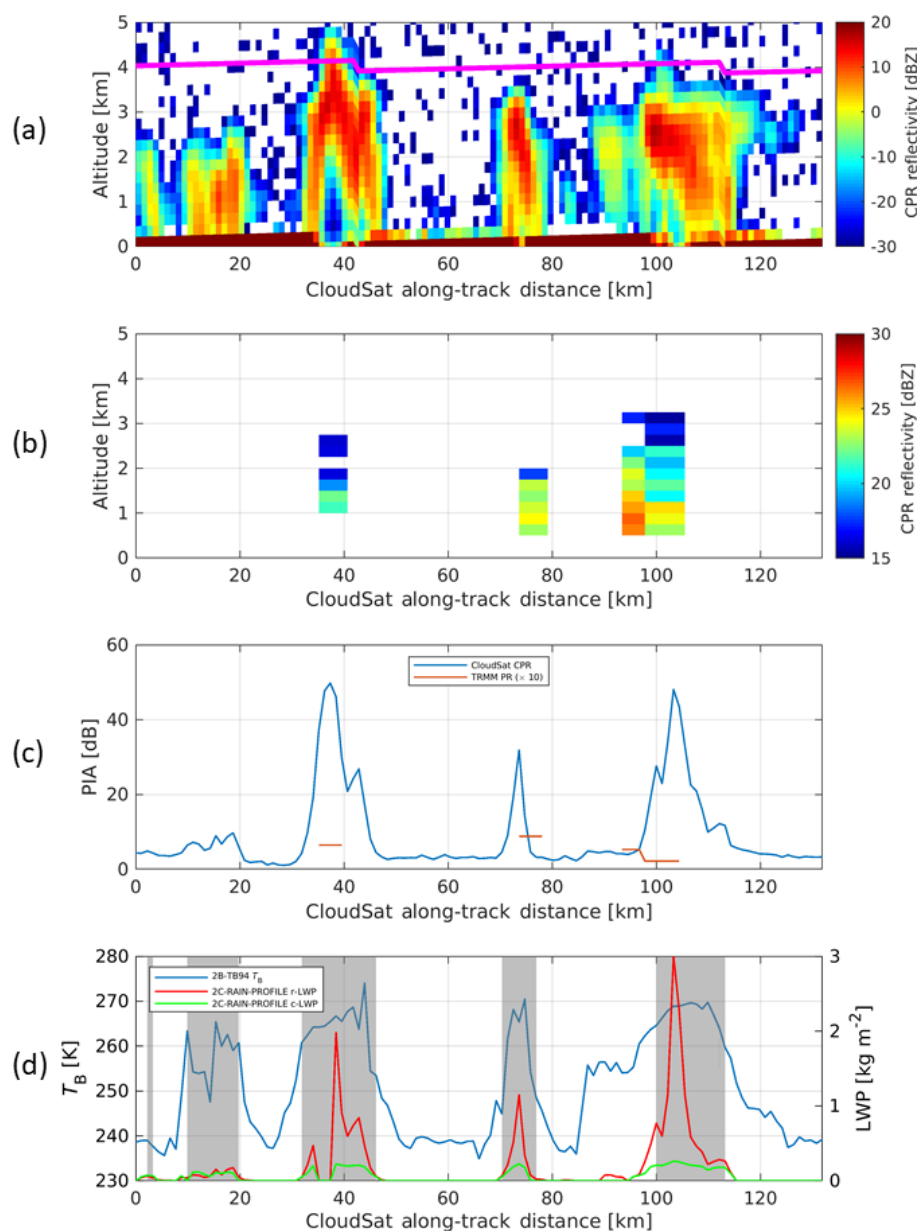 (a)
5
4
3
2
1
0
Altitude [km]
0 20 40 60 80 100 120
CloudSat along-track distance [km]
20
10
0
-10
-20
-30
CPR reflectivity [dBZ]
(b)
5
4
3
2
1
0
Altitude [km]
0 20 40 60 80 100 120
CloudSat along-track distance [km]
30
25
20
15
CPR reflectivity [dBZ]
(c)
60
40
20
0
PIA [dB]
CloudSat CPR
TRMM PR (× 10)
0 20 40 60 80 100 120
CloudSat along-track distance [km]
(d)
280
270
260
250
240
230
T_B [K]
2B-TB94 T_B
2C-RAIN-PROFILE r-LWP
2C-RAIN-PROFILE c-LWP
3
2
1
0
LWP [kg m⁻²]
0 20 40 60 80 100 120
CloudSat along-track distance [km]